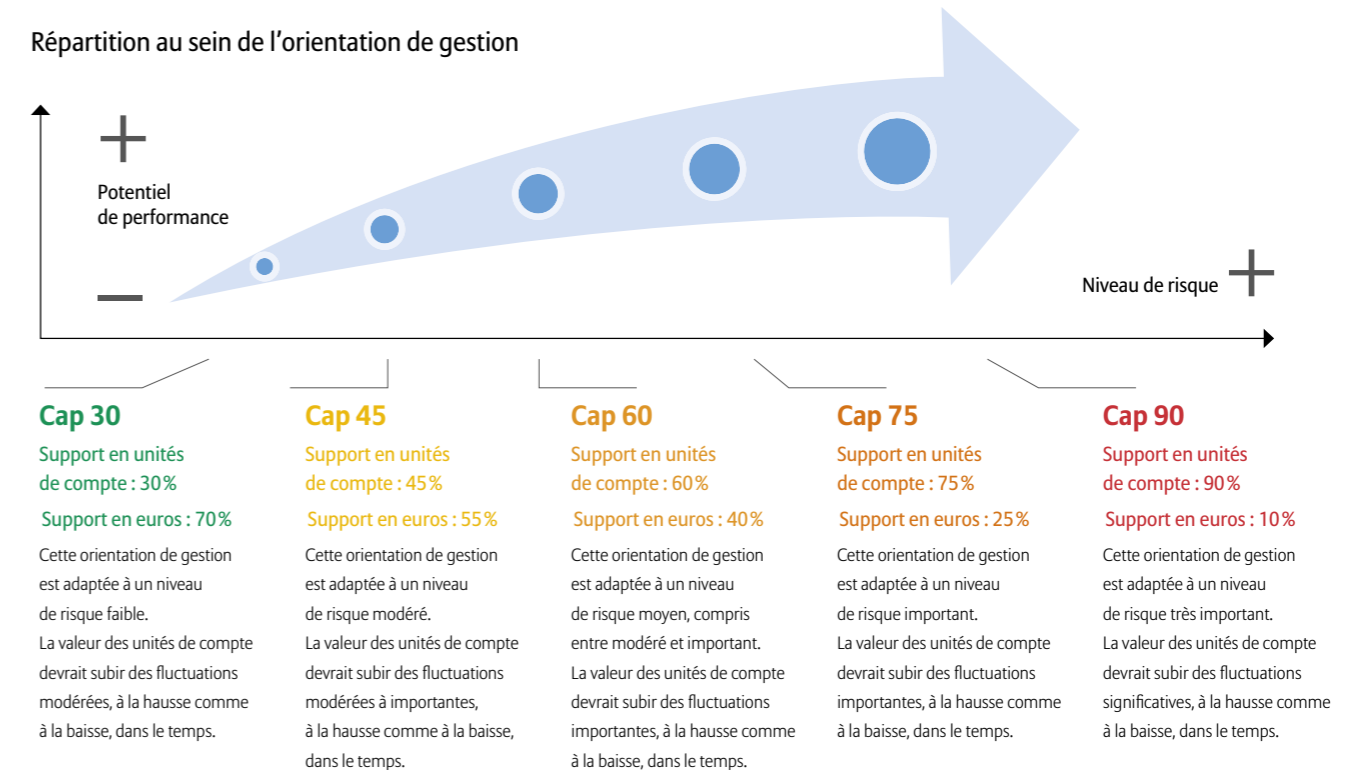 Répartition au sein de l’orientation de gestion
+
Potentiel
de performance
−
Niveau de risque +
Cap 30
Support en unités
de compte : 30 %
Support en euros : 70 %
Cette orientation de gestion
est adaptée à un niveau
de risque faible.
La valeur des unités de compte
devrait subir des fluctuations
modérées, à la hausse comme
à la baisse, dans le temps.
Cap 45
Support en unités
de compte : 45 %
Support en euros : 55 %
Cette orientation de gestion
est adaptée à un niveau
de risque modéré.
La valeur des unités de compte
devrait subir des fluctuations
modérées à importantes,
à la hausse comme à la baisse,
dans le temps.
Cap 60
Support en unités
de compte : 60 %
Support en euros : 40 %
Cette orientation de gestion
est adaptée à un niveau
de risque moyen, compris
entre modéré et important.
La valeur des unités de compte
devrait subir des fluctuations
importantes, à la hausse comme
à la baisse, dans le temps.
Cap 75
Support en unités
de compte : 75 %
Support en euros : 25 %
Cette orientation de gestion
est adaptée à un niveau
de risque important.
La valeur des unités de compte
devrait subir des fluctuations
importantes, à la hausse comme
à la baisse, dans le temps.
Cap 90
Support en unités
de compte : 90 %
Support en euros : 10 %
Cette orientation de gestion
est adaptée à un niveau
de risque très important.
La valeur des unités de compte
devrait subir des fluctuations
significatives, à la hausse comme
à la baisse, dans le temps.